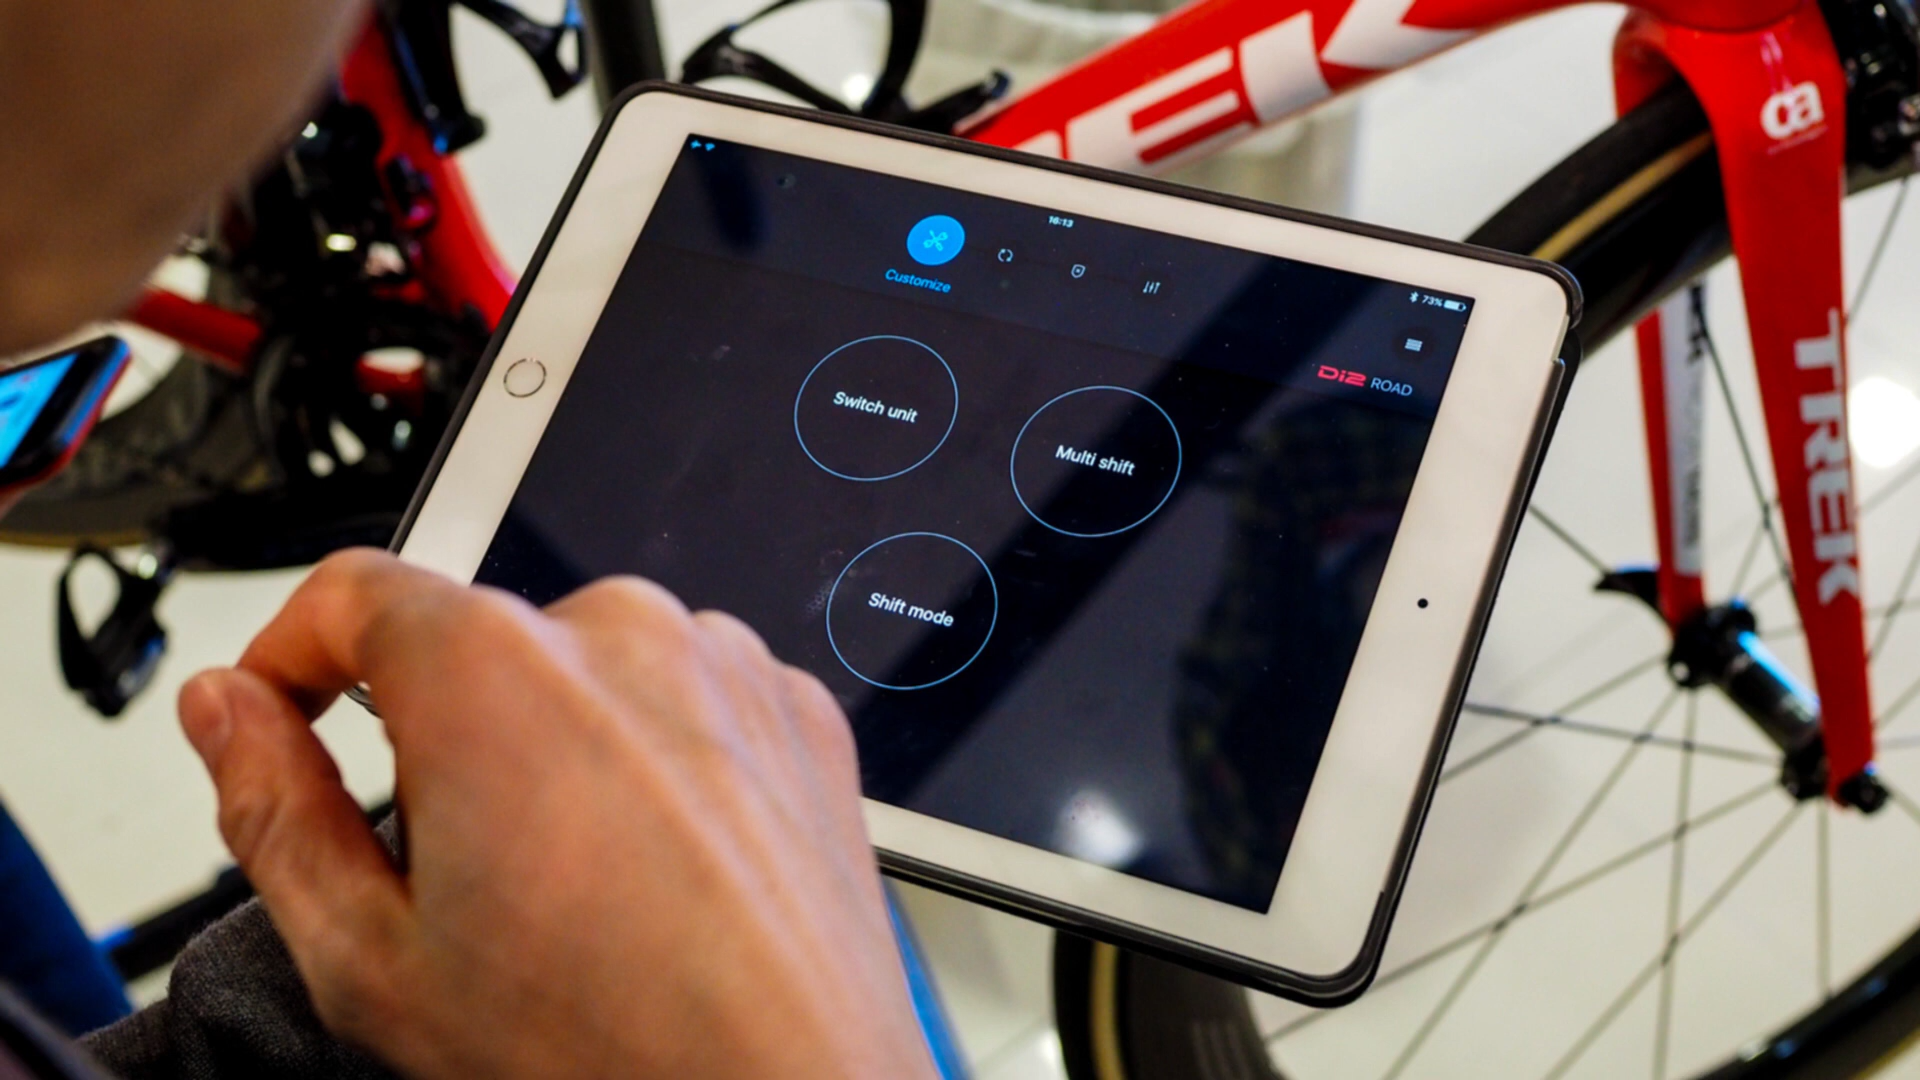 TREK
ca
16:13
73%
Customize
Di2 ROAD
Switch unit
Multi shift
Shift mode
TREK